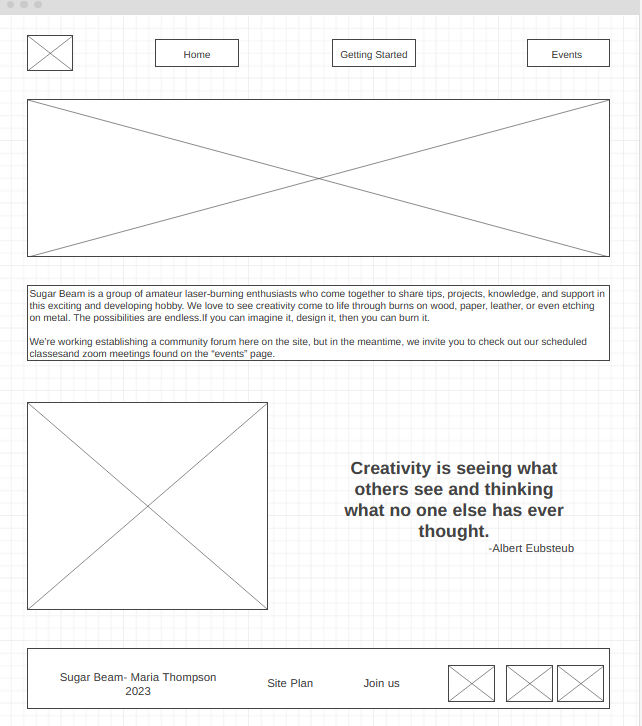 Home
Getting Started
Events
Sugar Beam is a group of amateur laser-burning enthusiasts who come together to share tips, projects, knowledge, and support in
this exciting and developing hobby. We love to see creativity come to life through burns on wood, paper, leather, or even etching
on metal. The possibilities are endless.If you can imagine it, design it, then you can burn it.
We're working establishing a community forum here on the site, but in the meantime, we invite you to check out our scheduled
classesand zoom meetings found on the “events” page.
Creativity is seeing what
others see and thinking
what no one else has ever
thought.
-Albert Eubsteub
Sugar Beam- Maria Thompson
2023
Site Plan
Join us